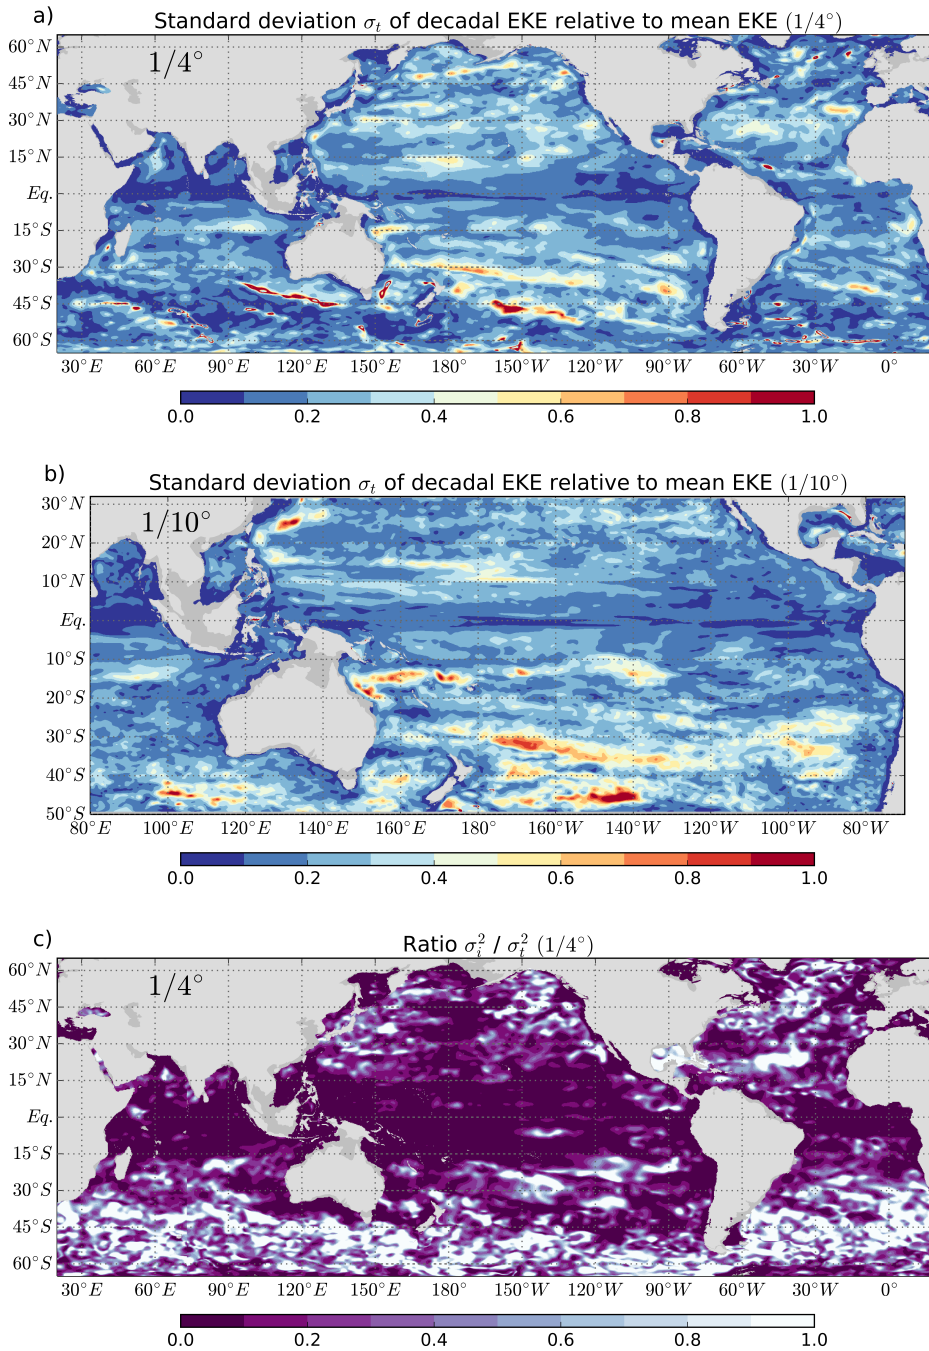 a)
Standard deviation σt of decadal EKE relative to mean EKE (1/4°)
1/4°
60°N
45°N
30°N
15°N
Eq.
15°S
30°S
45°S
60°S
30°E 60°E 90°E 120°E 150°E 180° 150°W 120°W 90°W 60°W 30°W 0°
0.0 0.2 0.4 0.6 0.8 1.0
b)
Standard deviation σt of decadal EKE relative to mean EKE (1/10°)
1/10°
30°N
20°N
10°N
Eq.
10°S
20°S
30°S
40°S
50°S
80°E 100°E 120°E 140°E 160°E 180° 160°W 140°W 120°W 100°W 80°W
0.0 0.2 0.4 0.6 0.8 1.0
c)
Ratio σi² / σt² (1/4°)
1/4°
60°N
45°N
30°N
15°N
Eq.
15°S
30°S
45°S
60°S
30°E 60°E 90°E 120°E 150°E 180° 150°W 120°W 90°W 60°W 30°W 0°
0.0 0.2 0.4 0.6 0.8 1.0